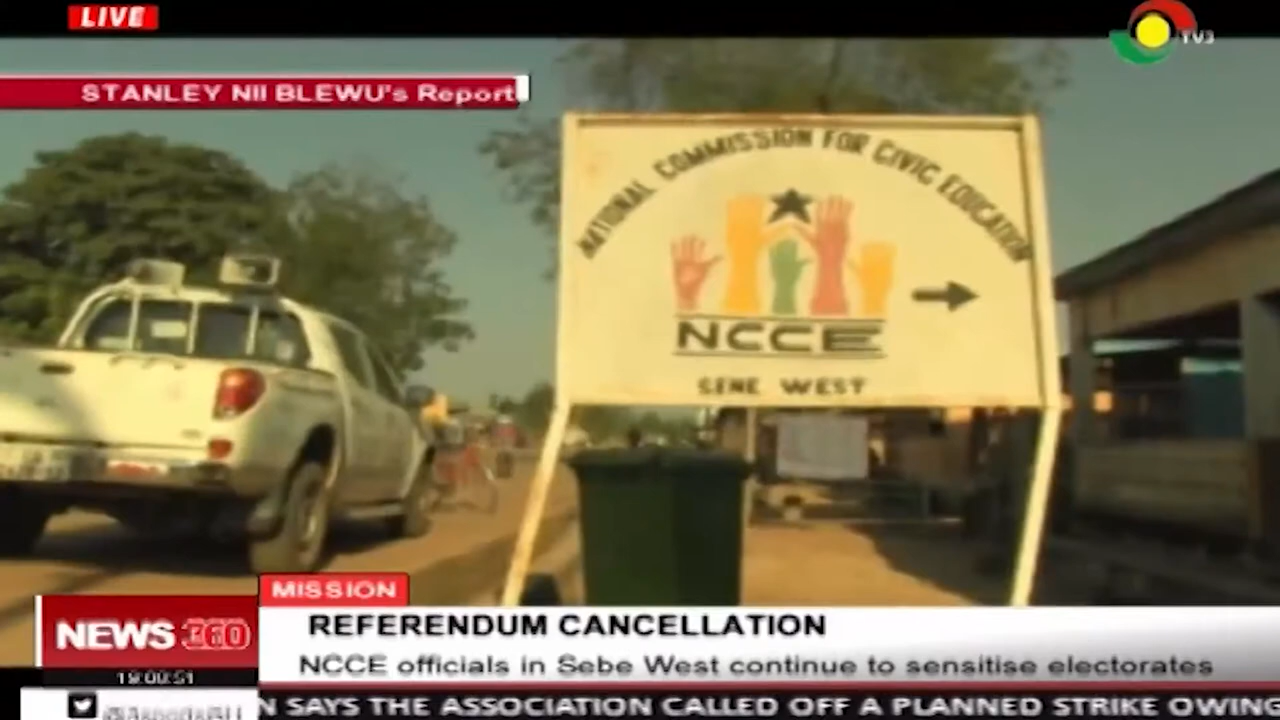 LIVE
TV3
STANLEY NII BLEWU's Report
NATIONAL COMMISSION FOR CIVIC EDUCATION
NCCE
SENE WEST
MISSION
REFERENDUM CANCELLATION
NEWS 360
NCCE officials in Sebe West continue to sensitise electorates
19:00:51
N SAYS THE ASSOCIATION CALLED OFF A PLANNED STRIKE OWING